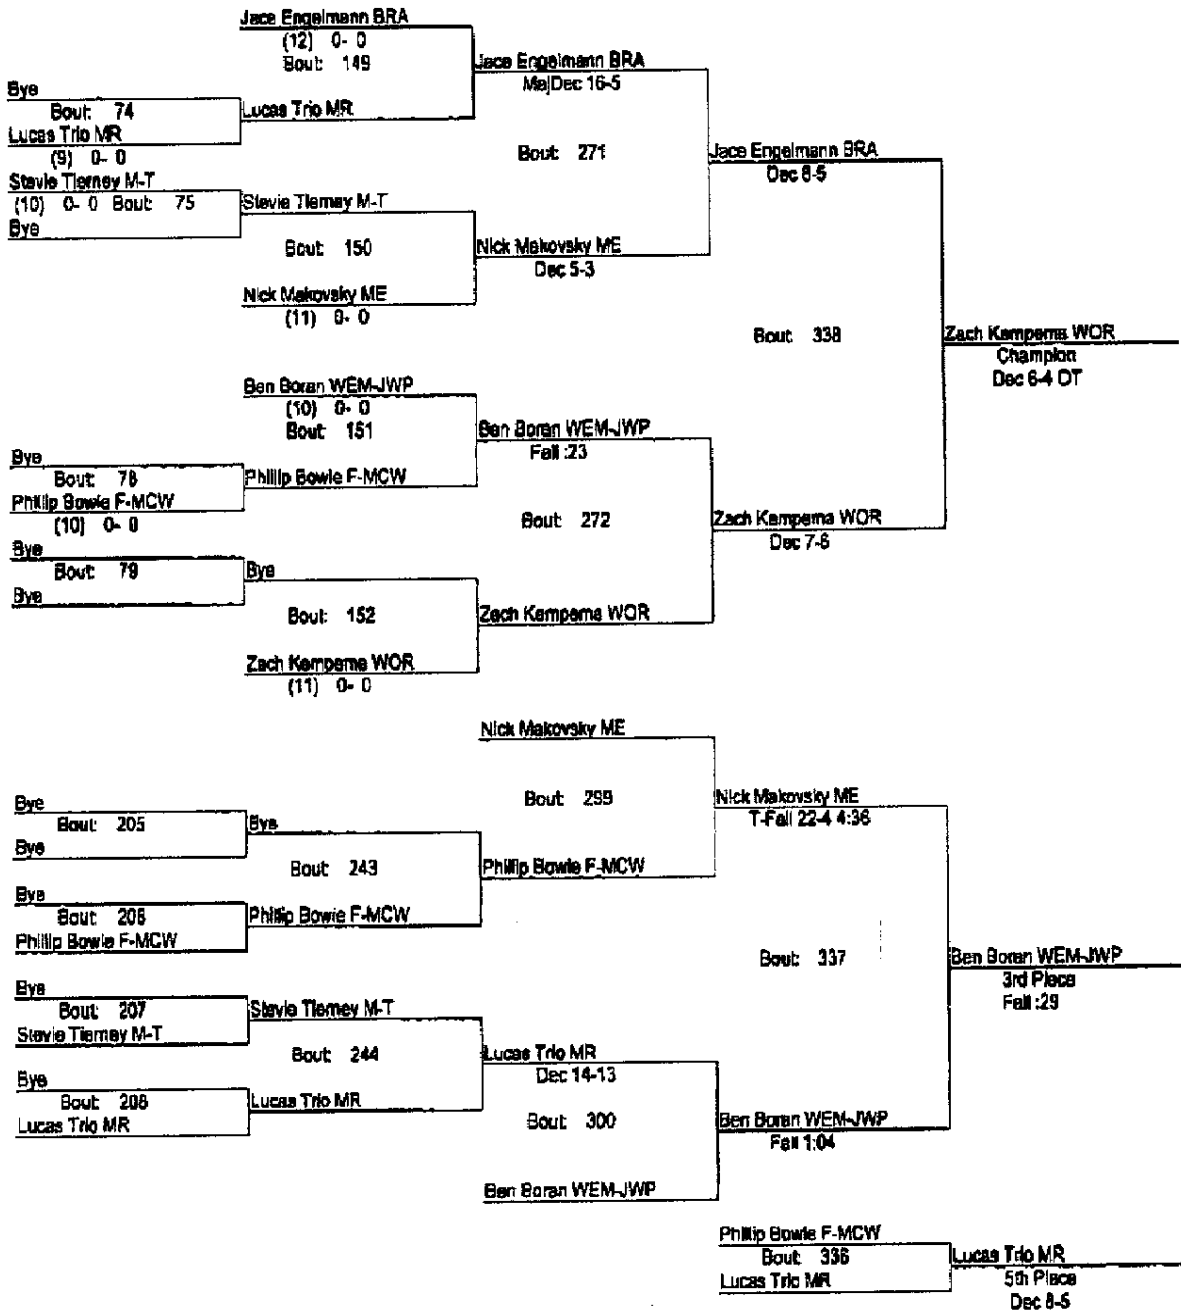 Jace Engelmann BRA
(12) 0- 0
Bout: 149
Jace Engelmann BRA
MajDec 16-5
Bye
Bout: 74
Lucas Trio MR
Lucas Trio MR
(9) 0- 0
Bout: 271
Jace Engelmann BRA
Dec 8-5
Stevie Tierney M-T
(10) 0- 0 Bout: 75
Bye
Stevie Tierney M-T
Bout: 150
Nick Makovsky ME
Dec 5-3
Nick Makovsky ME
(11) 0- 0
Bout: 338
Zach Kempema WOR
Champion
Dec 6-4 OT
Ben Boran WEM-JWP
(10) 0- 0
Bout: 151
Ben Boran WEM-JWP
Fall :23
Bye
Bout: 78
Phillip Bowie F-MCW
Phillip Bowie F-MCW
(10) 0- 0
Bout: 272
Zach Kempema WOR
Dec 7-6
Bye
Bout: 79
Bye
Bye
Bout: 152
Zach Kempema WOR
Zach Kempema WOR
(11) 0- 0
Nick Makovsky ME
Bout: 299
Nick Makovsky ME
T-Fall 22-4 4:36
Bye
Bout: 205
Bye
Bye
Bout: 243
Phillip Bowie F-MCW
Bye
Bout: 206
Phillip Bowie F-MCW
Phillip Bowie F-MCW
Bout: 337
Ben Boran WEM-JWP
3rd Place
Fall :29
Bye
Bout: 207
Stevie Tierney M-T
Stevie Tierney M-T
Bout: 244
Lucas Trio MR
Dec 14-13
Bye
Bout: 208
Lucas Trio MR
Lucas Trio MR
Bout: 300
Ben Boran WEM-JWP
Fall 1:04
Ben Boran WEM-JWP
Phillip Bowie F-MCW
Bout: 336
Lucas Trio MR
Lucas Trio MR
5th Place
Dec 8-5